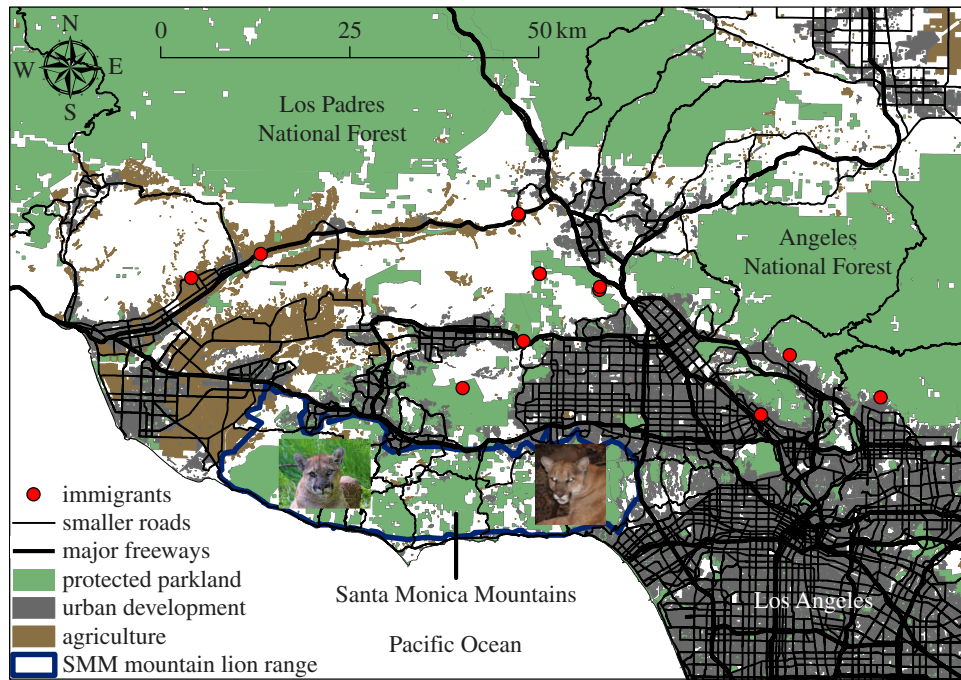 N
W E
S
0 25 50 km
Los Padres
National Forest
Angeles
National Forest
immigrants
smaller roads
major freeways
protected parkland
urban development
agriculture
SMM mountain lion range
Santa Monica Mountains
Pacific Ocean
Los Angeles